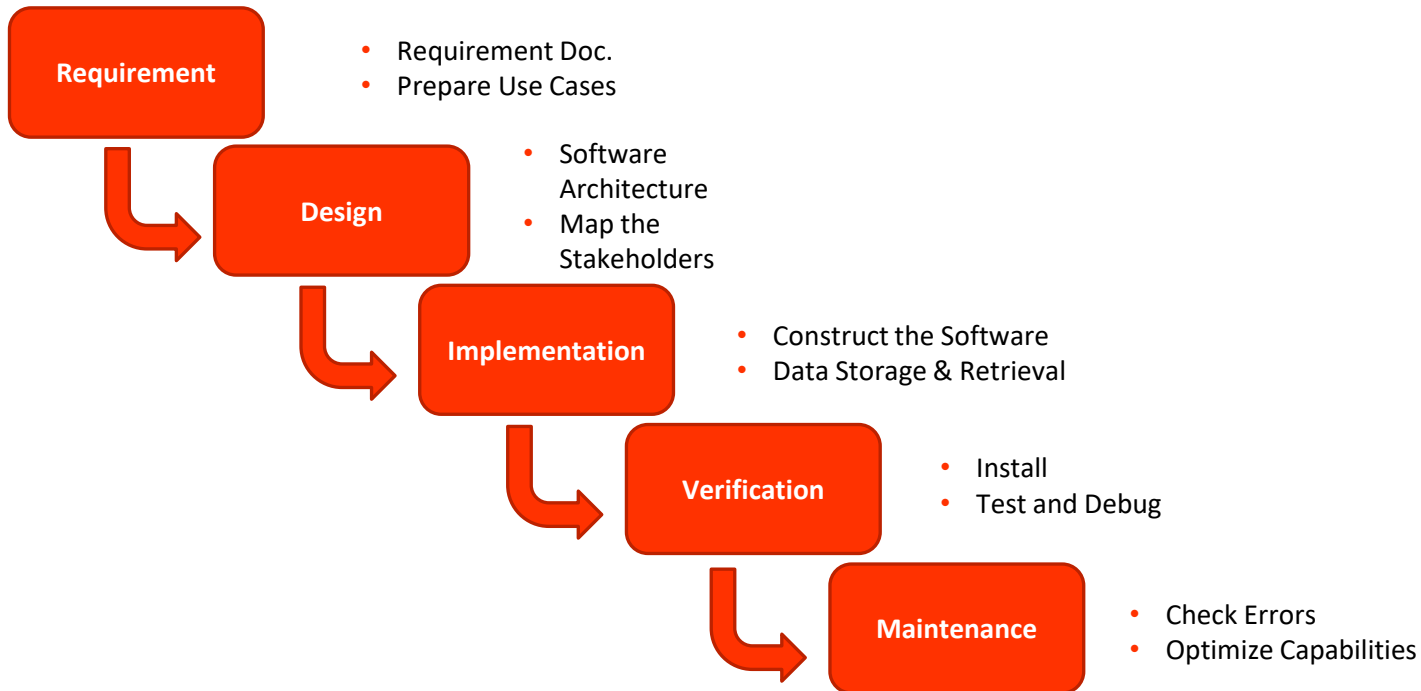 Requirement
• Requirement Doc.
• Prepare Use Cases
Design
• Software
Architecture
• Map the
Stakeholders
Implementation
• Construct the Software
• Data Storage & Retrieval
Verification
• Install
• Test and Debug
Maintenance
• Check Errors
• Optimize Capabilities